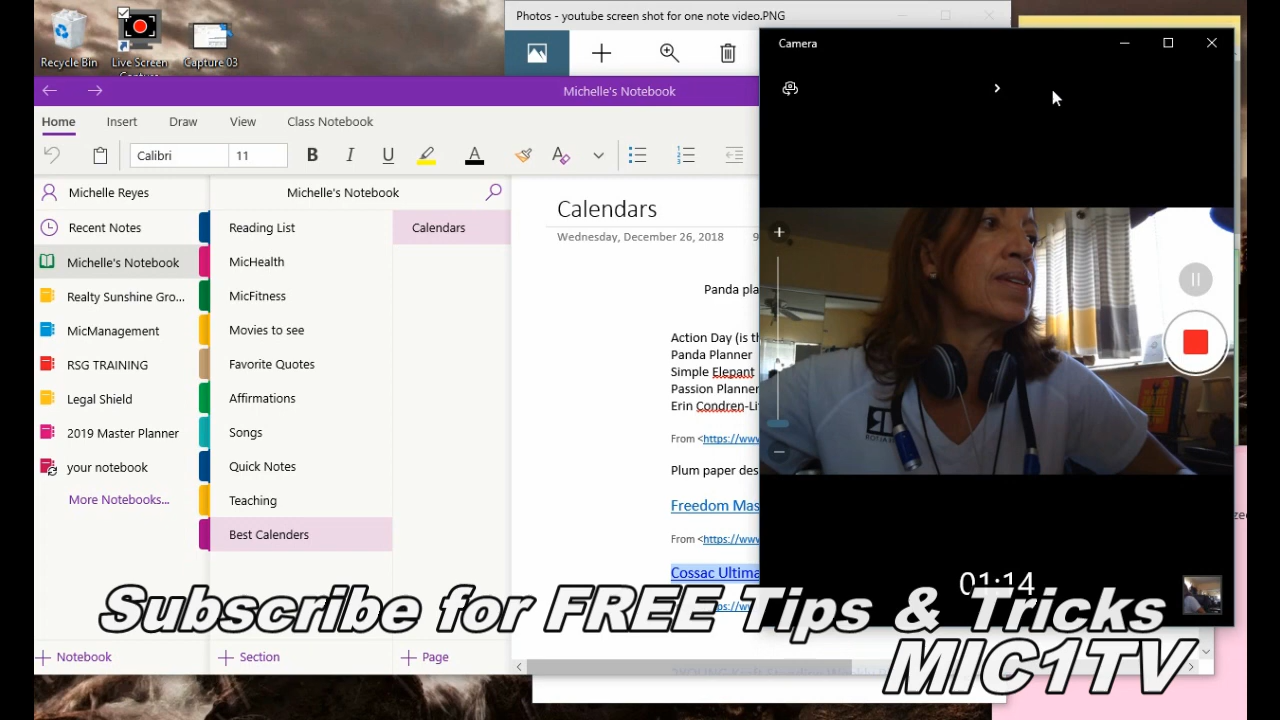 Recycle Bin
Live Screen
Capture
Capture 03
Photos - youtube screen shot for one note video.PNG
Camera
Michelle's Notebook
Home Insert Draw View Class Notebook
Calibri 11 B I U A
Michelle Reyes
Recent Notes
Michelle's Notebook
Realty Sunshine Gro...
MicManagement
RSG TRAINING
Legal Shield
2019 Master Planner
your notebook
More Notebooks...
Notebook
Michelle's Notebook
Reading List
MicHealth
MicFitness
Movies to see
Favorite Quotes
Affirmations
Songs
Quick Notes
Teaching
Best Calenders
Section
Calendars
Page
Calendars
Wednesday, December 26, 2018 9
Panda pla
Action Day (is th
Panda Planner
Simple Elepant
Passion Planner
Erin Condren-Li
From <https://www
Plum paper des
Freedom Mas
From <https://www
Cossac Ultima
01:14
Subscribe for FREE Tips & Tricks
MIC1TV